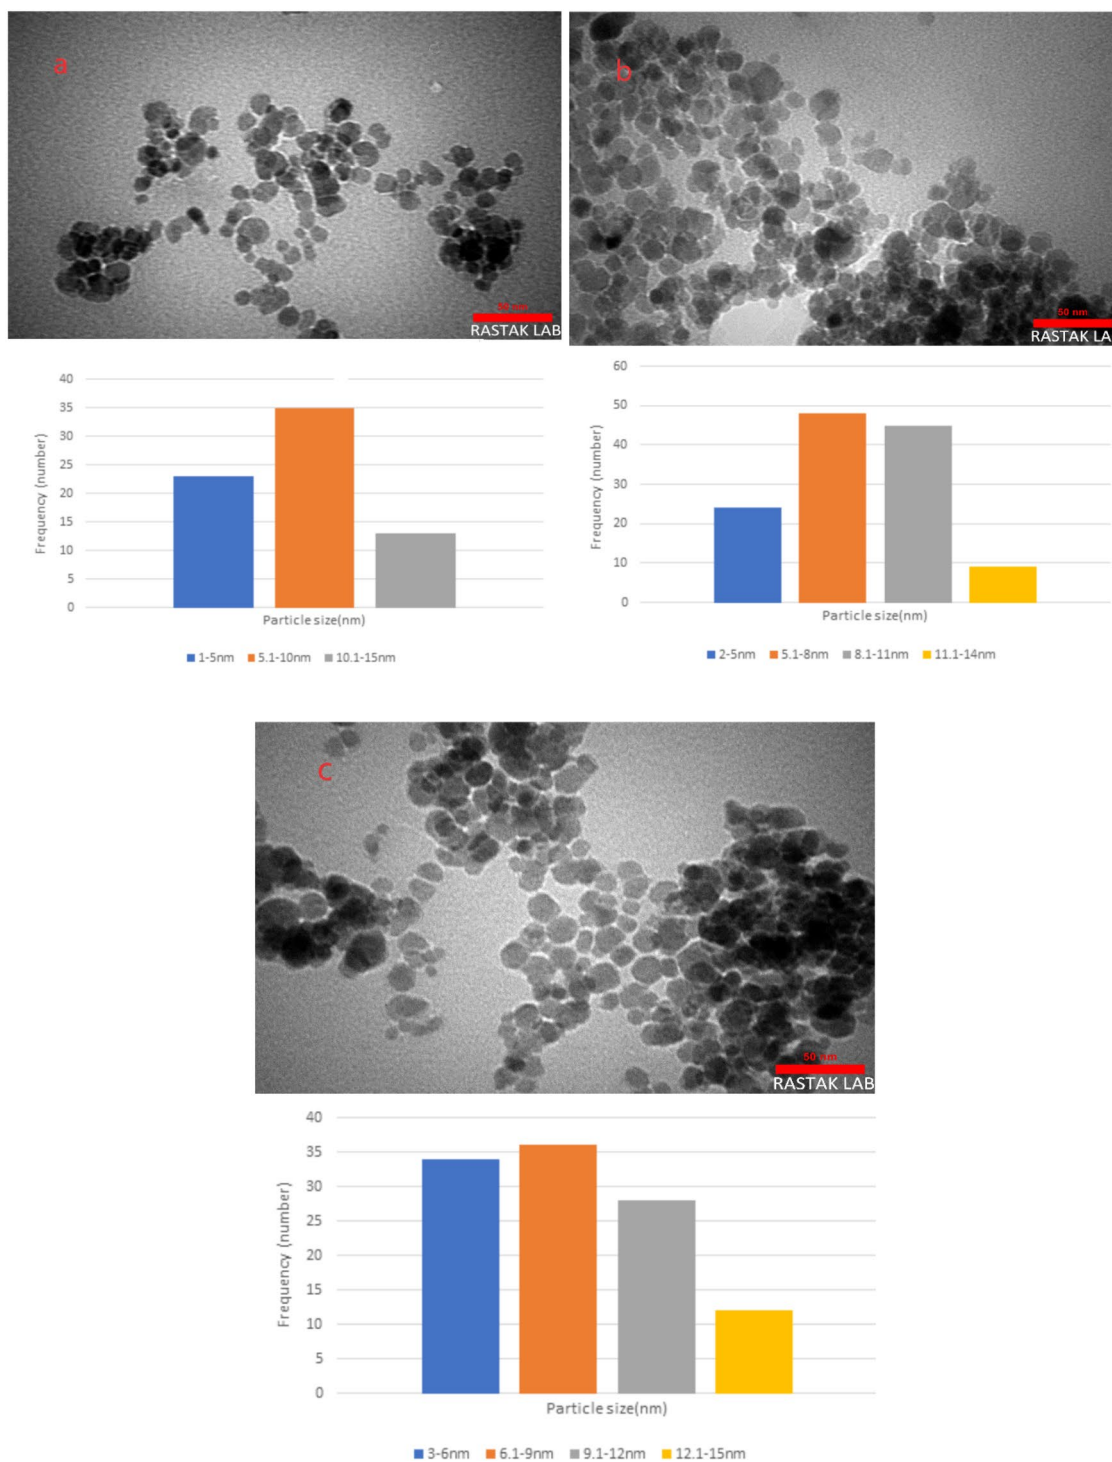 a
50 nm
RASTAK LAB
b
50 nm
RASTAK LA
40
35
30
25
20
15
10
5
0
Frequency (number)
Particle size(nm)
1-5nm 5.1-10nm 10.1-15nm
60
50
40
30
20
10
0
Frequency (number)
Particle size(nm)
2-5nm 5.1-8nm 8.1-11nm 11.1-14nm
c
50 nm
RASTAK LAB
40
35
30
25
20
15
10
5
0
Frequency (number)
Particle size(nm)
3-6nm 6.1-9nm 9.1-12nm 12.1-15nm